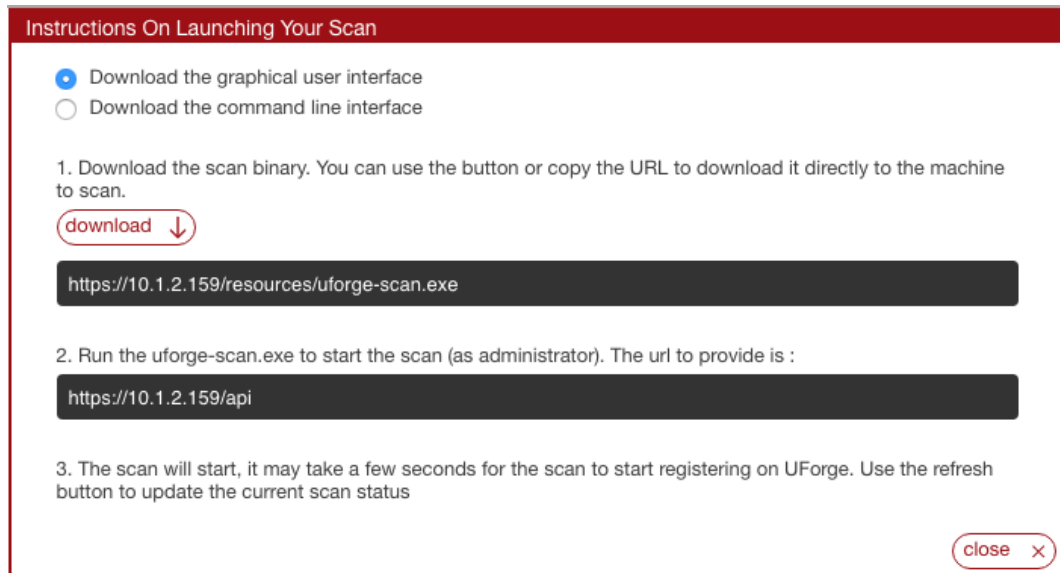 Instructions On Launching Your Scan
Download the graphical user interface
Download the command line interface
1. Download the scan binary. You can use the button or copy the URL to download it directly to the machine
to scan.
download
https://10.1.2.159/resources/uforge-scan.exe
2. Run the uforge-scan.exe to start the scan (as administrator). The url to provide is :
https://10.1.2.159/api
3. The scan will start, it may take a few seconds for the scan to start registering on UForge. Use the refresh
button to update the current scan status
close